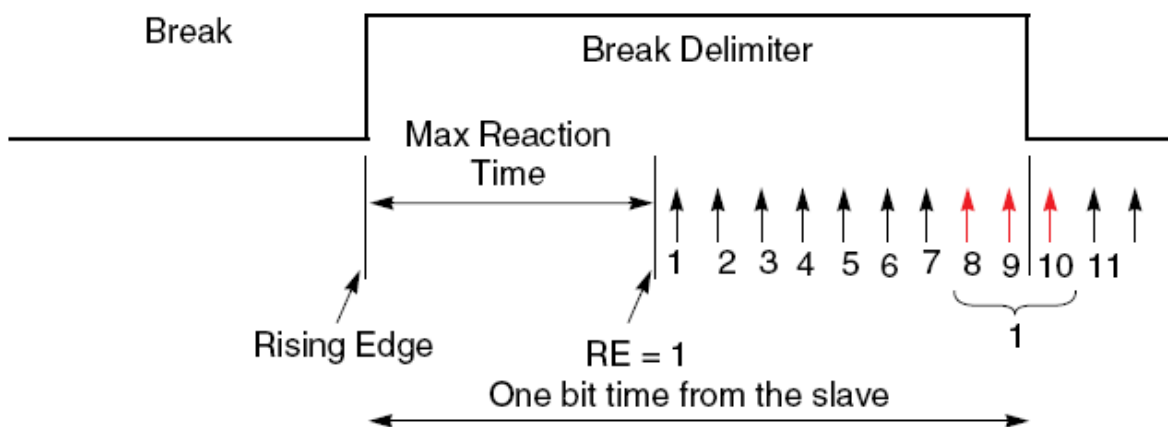 Break
Break Delimiter
Max Reaction
Time
1 2 3 4 5 6 7 8 9 10 11
1
Rising Edge
RE = 1
One bit time from the slave